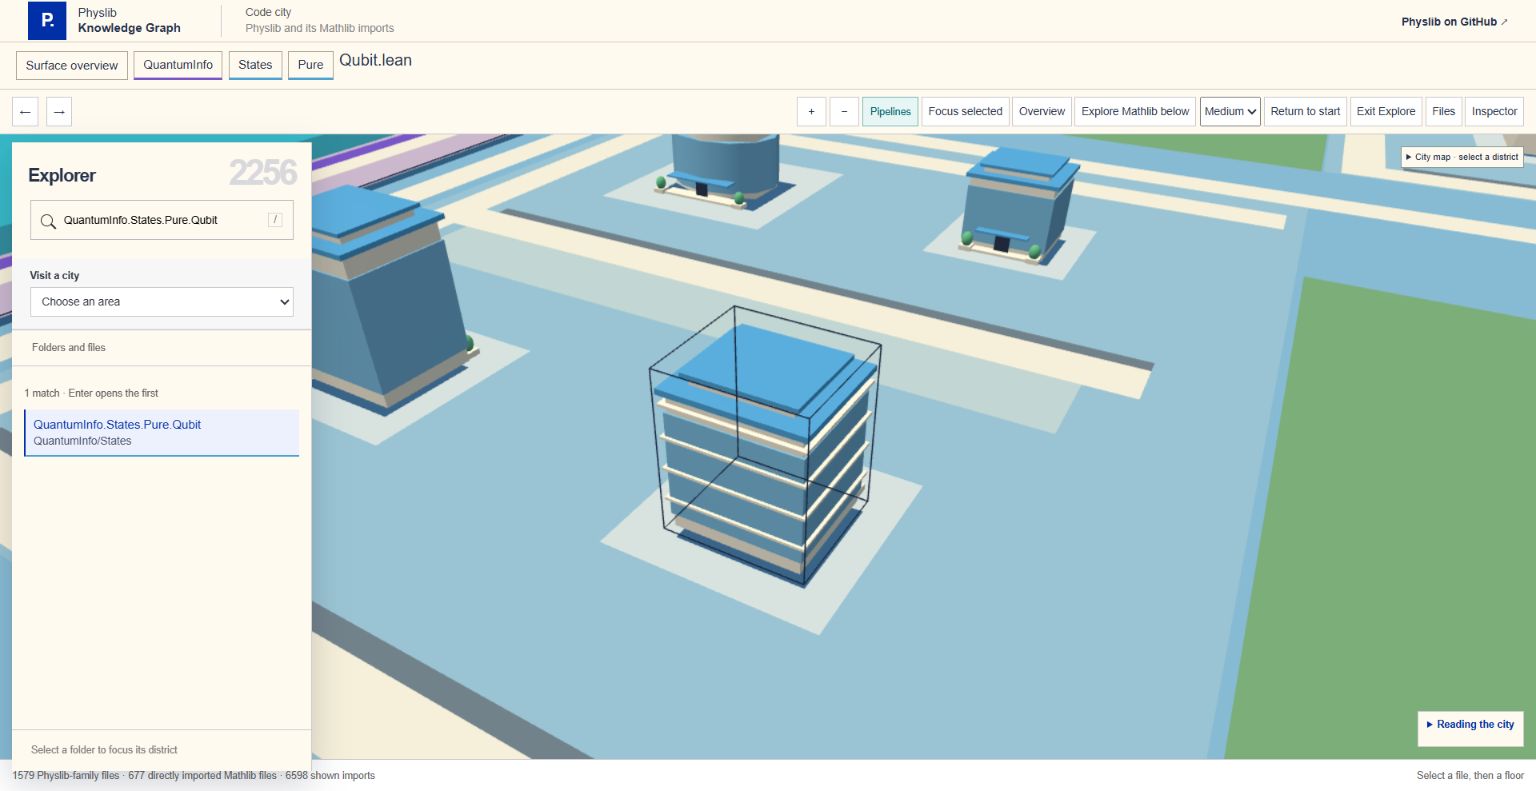 P.
Physlib
Knowledge Graph
Code city
Physlib and its Mathlib imports
Physlib on GitHub ↗
Surface overview
QuantumInfo
States
Pure
Qubit.lean
←
→
+
−
Pipelines
Focus selected
Overview
Explore Mathlib below
Medium
Return to start
Exit Explore
Files
Inspector
Explorer
2256
QuantumInfo.States.Pure.Qubit
/
Visit a city
Choose an area
Folders and files
1 match · Enter opens the first
QuantumInfo.States.Pure.Qubit
QuantumInfo/States
Select a folder to focus its district
▶ City map · select a district
▶ Reading the city
1579 Physlib-family files · 677 directly imported Mathlib files · 6598 shown imports
Select a file, then a floor